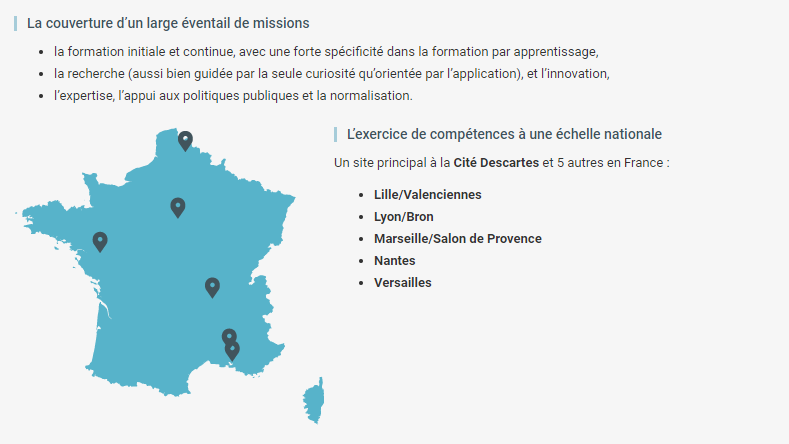 La couverture d’un large éventail de missions
la formation initiale et continue, avec une forte spécificité dans la formation par apprentissage,
la recherche (aussi bien guidée par la seule curiosité qu’orientée par l’application), et l’innovation,
l’expertise, l’appui aux politiques publiques et la normalisation.
L’exercice de compétences à une échelle nationale
Un site principal à la Cité Descartes et 5 autres en France :
Lille/Valenciennes
Lyon/Bron
Marseille/Salon de Provence
Nantes
Versailles